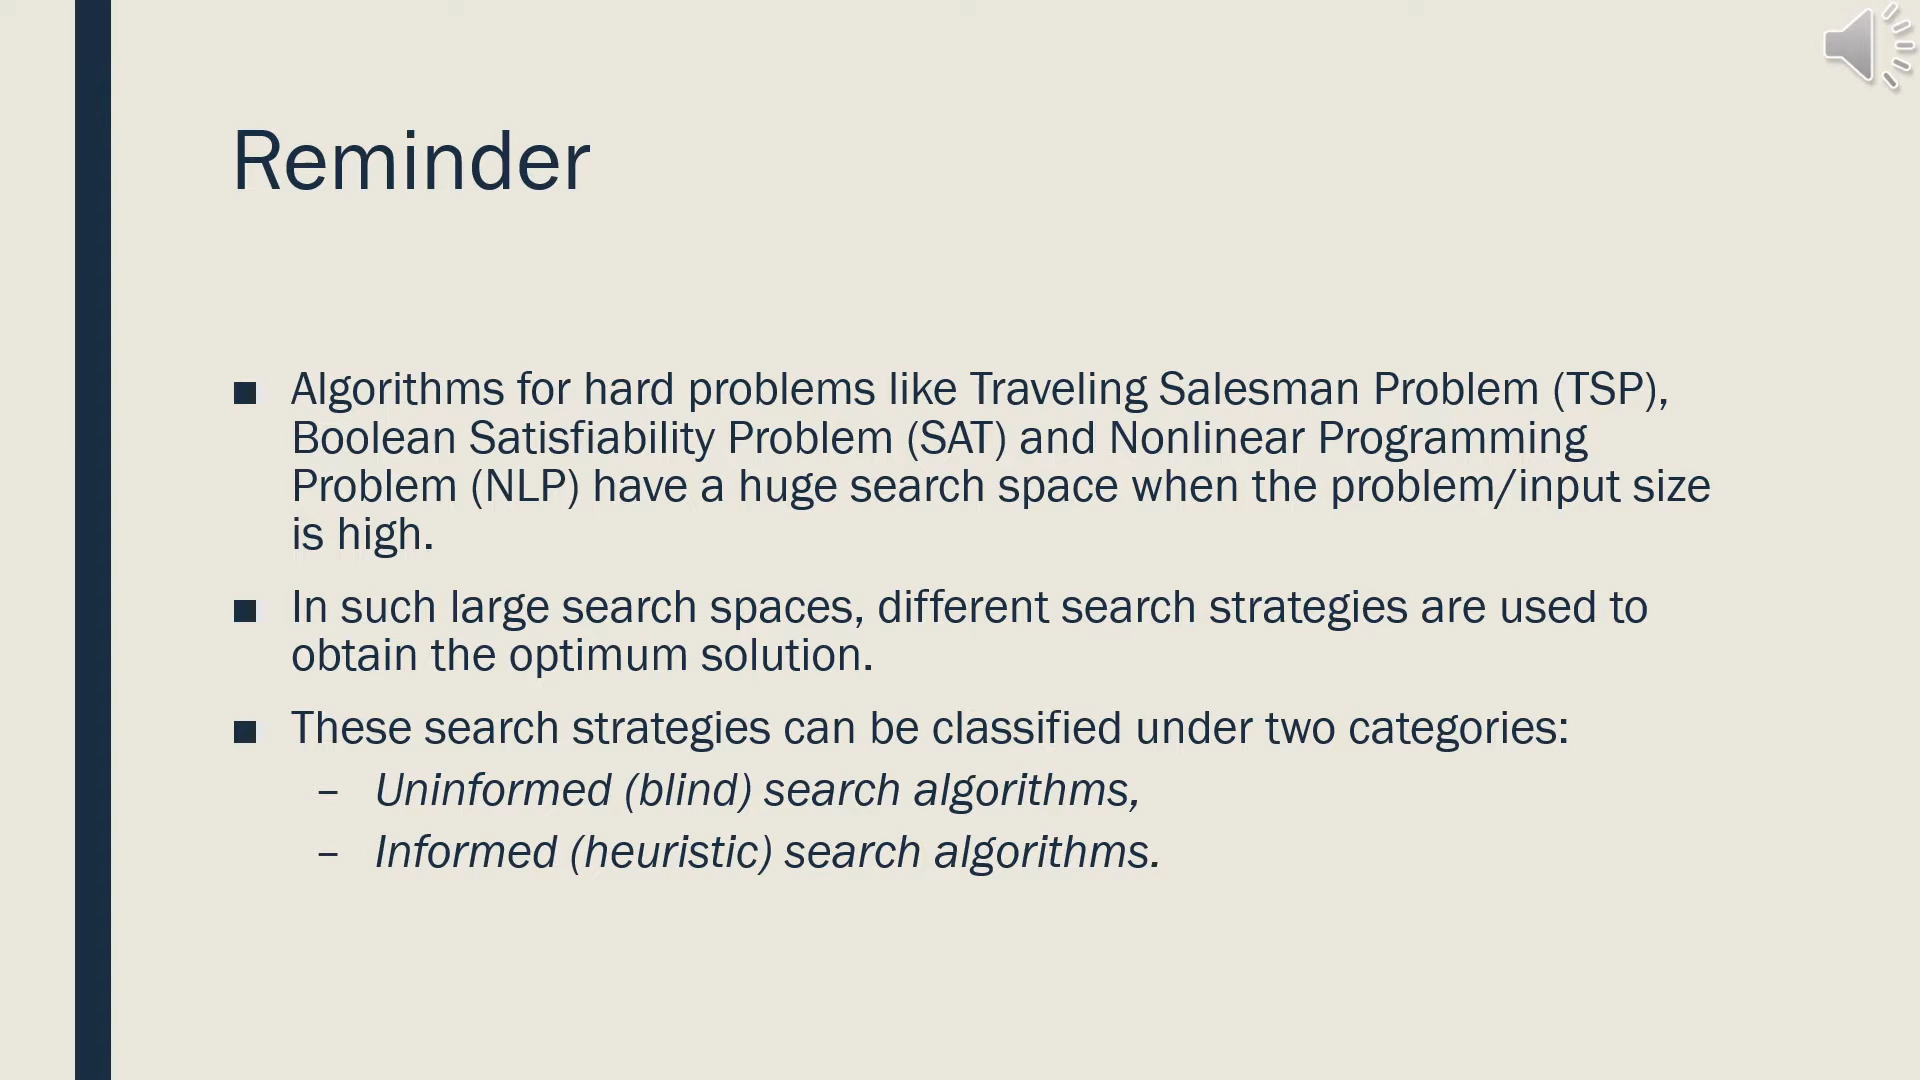 Reminder
■ Algorithms for hard problems like Traveling Salesman Problem (TSP),
Boolean Satisfiability Problem (SAT) and Nonlinear Programming
Problem (NLP) have a huge search space when the problem/input size
is high.
■ In such large search spaces, different search strategies are used to
obtain the optimum solution.
■ These search strategies can be classified under two categories:
– Uninformed (blind) search algorithms,
– Informed (heuristic) search algorithms.